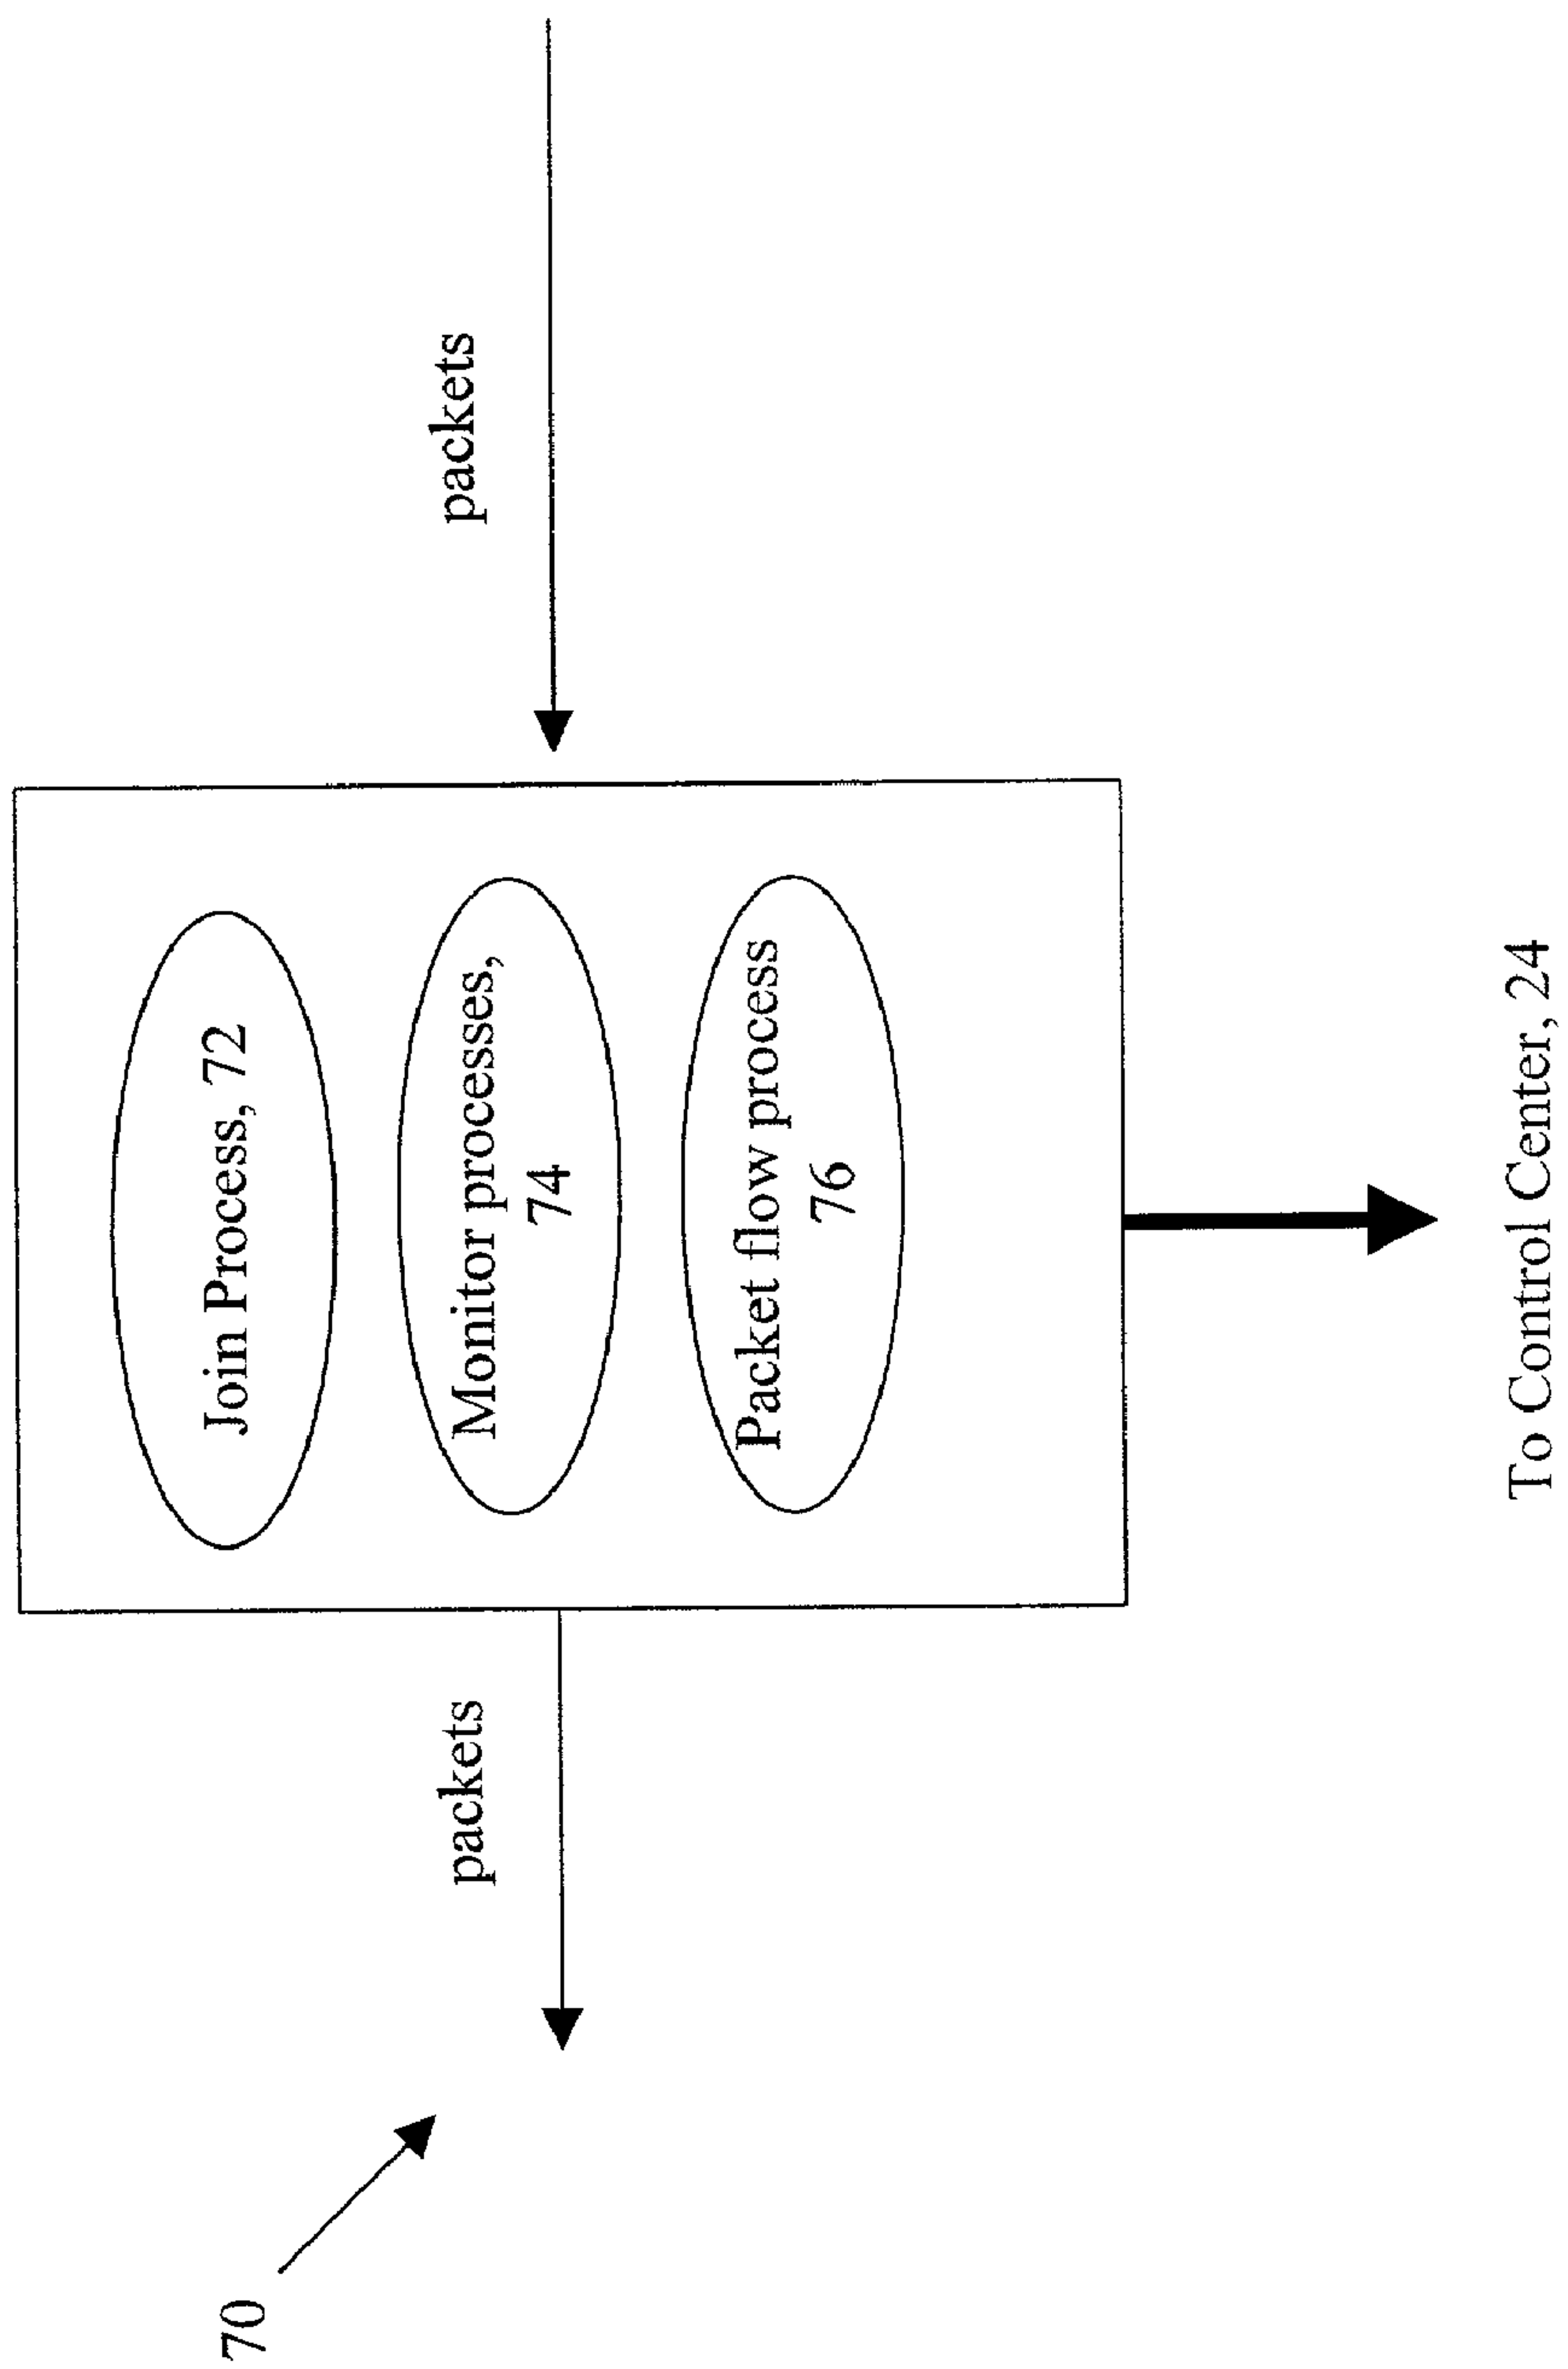 70
Join Process, 72
packets
Monitor processes,
74
packets
Packet flow process
76
To Control Center, 24